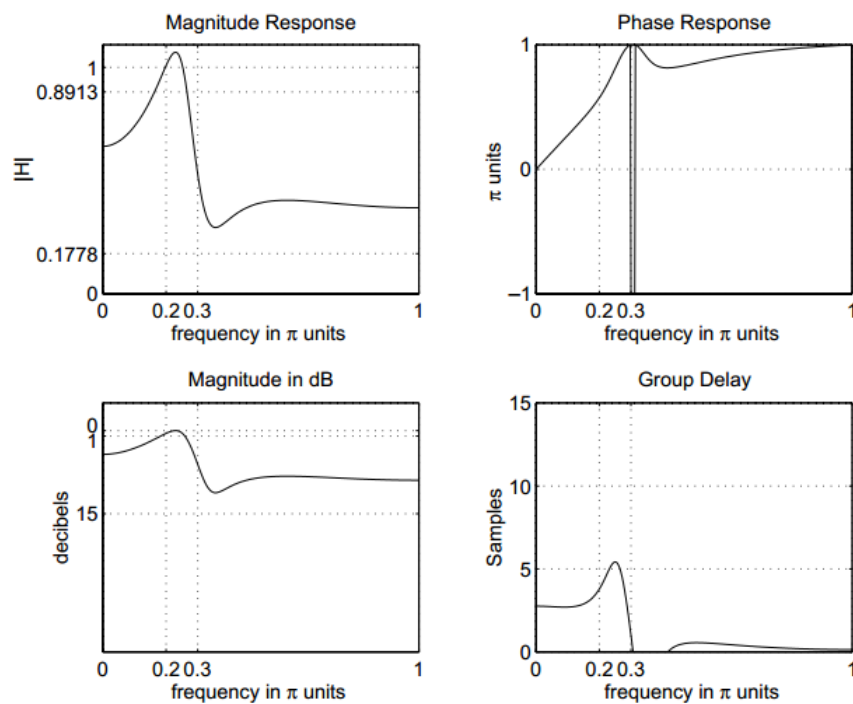 Magnitude Response
1
0.8913
|H|
0.1778
0
0
0.2
0.3
1
frequency in π units
Phase Response
1
π units
0
−1
0
0.2
0.3
1
frequency in π units
Magnitude in dB
0
1
decibels
15
0
0.2
0.3
1
frequency in π units
Group Delay
15
10
Samples
5
0
0
0.2
0.3
1
frequency in π units